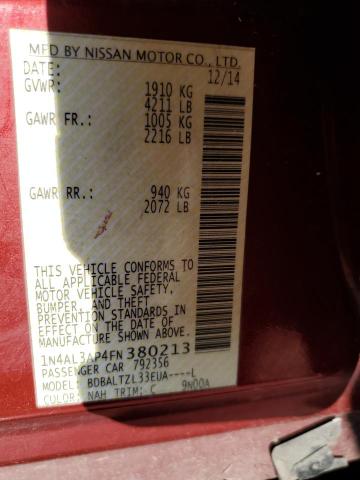 MFD BY NISSAN MOTOR CO., LTD.
DATE: 12/14
GVWR: 1910 KG
4211 LB
GAWR FR.: 1005 KG
2216 LB
GAWR RR.: 940 KG
2072 LB
THIS VEHICLE CONFORMS TO
ALL APPLICABLE FEDERAL
MOTOR VEHICLE SAFETY,
BUMPER, AND THEFT
PREVENTION STANDARDS IN
EFFECT ON THE DATE OF
MANUFACTURE SHOWN ABOVE.
1N4AL3AP4FN380213
PASSENGER CAR 792356
MODEL: BDBALTZL33EUA----L
COLOR: NAH TRIM: C 9N00A